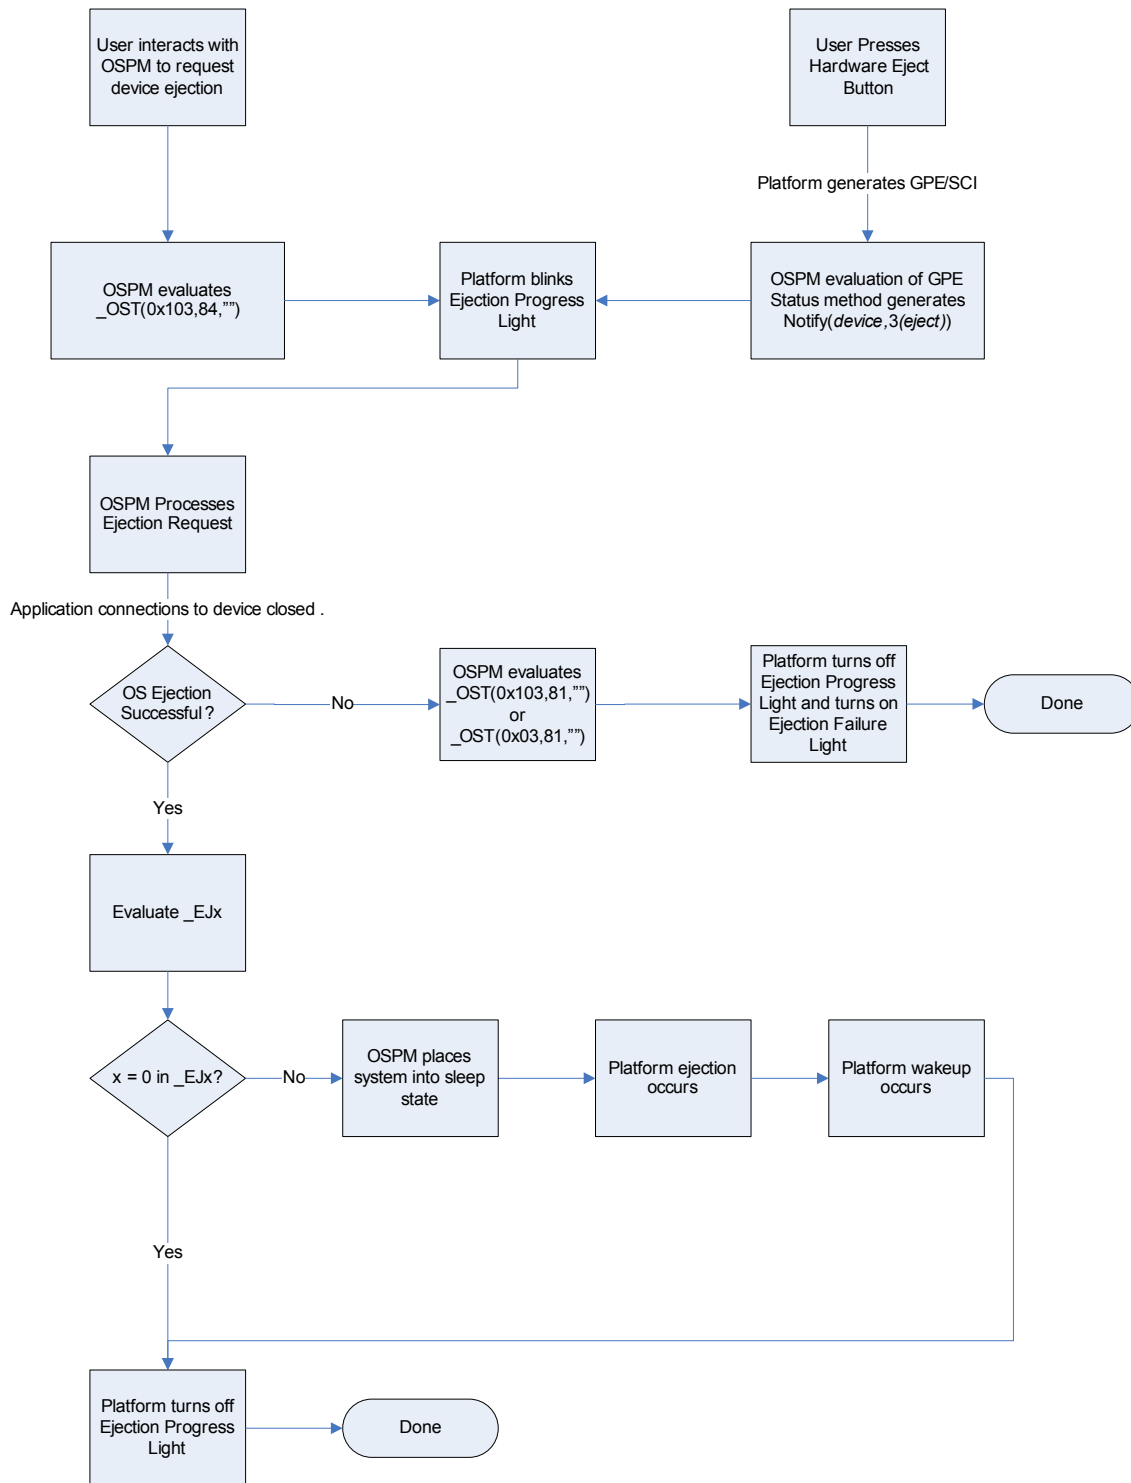 User interacts with
OSPM to request
device ejection
User Presses
Hardware Eject
Button
Platform generates GPE/SCI
OSPM evaluates
_OST(0x103,84,””)
Platform blinks
Ejection Progress
Light
OSPM evaluation of GPE
Status method generates
Notify(device,3(eject))
OSPM Processes
Ejection Request
Application connections to device closed .
OS Ejection
Successful?
No
OSPM evaluates
_OST(0x103,81,””)
or
_OST(0x03,81,””)
Platform turns off
Ejection Progress
Light and turns on
Ejection Failure
Light
Done
Yes
Evaluate _EJx
x = 0 in _EJx?
No
OSPM places
system into sleep
state
Platform ejection
occurs
Platform wakeup
occurs
Yes
Platform turns off
Ejection Progress
Light
Done